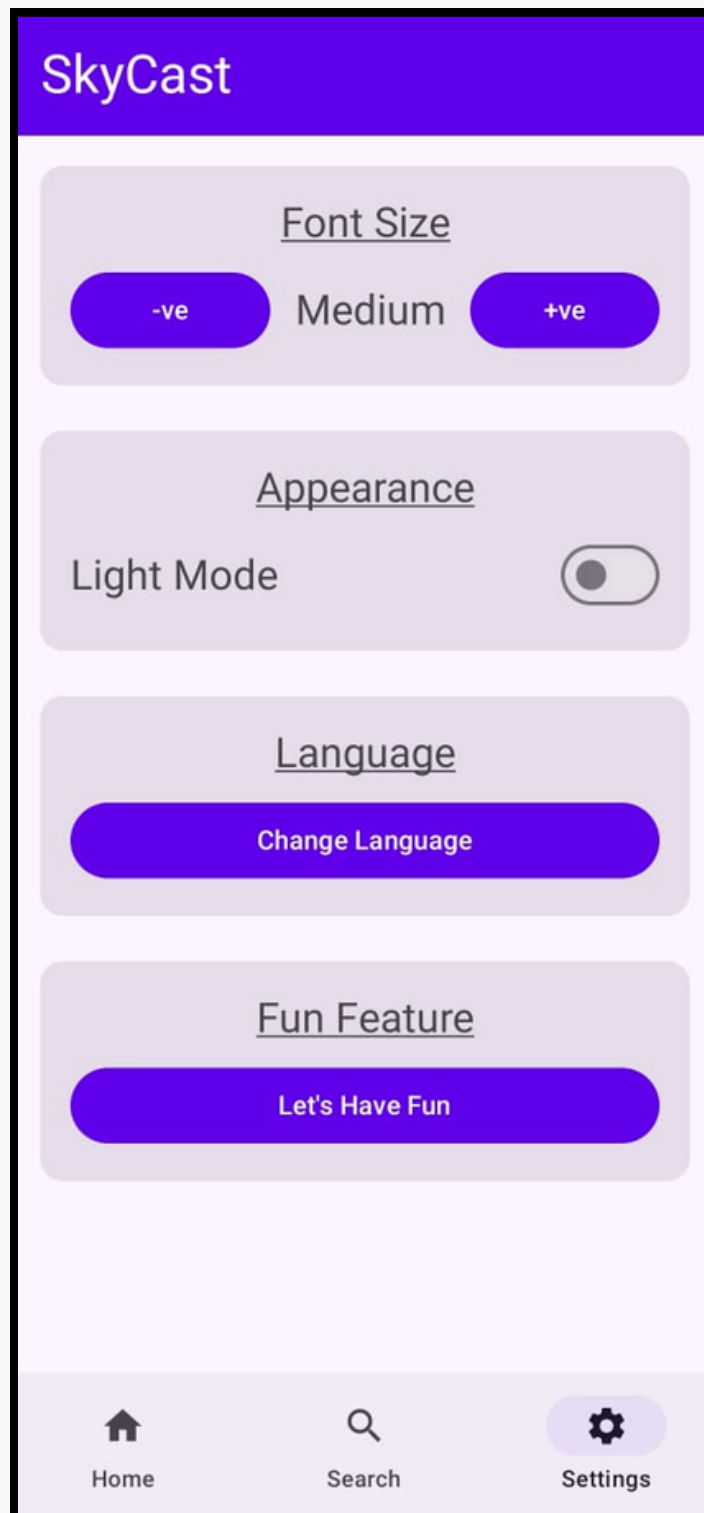 SkyCast
Font Size
-ve Medium +ve
Appearance
Light Mode
Language
Change Language
Fun Feature
Let's Have Fun
Home Search Settings